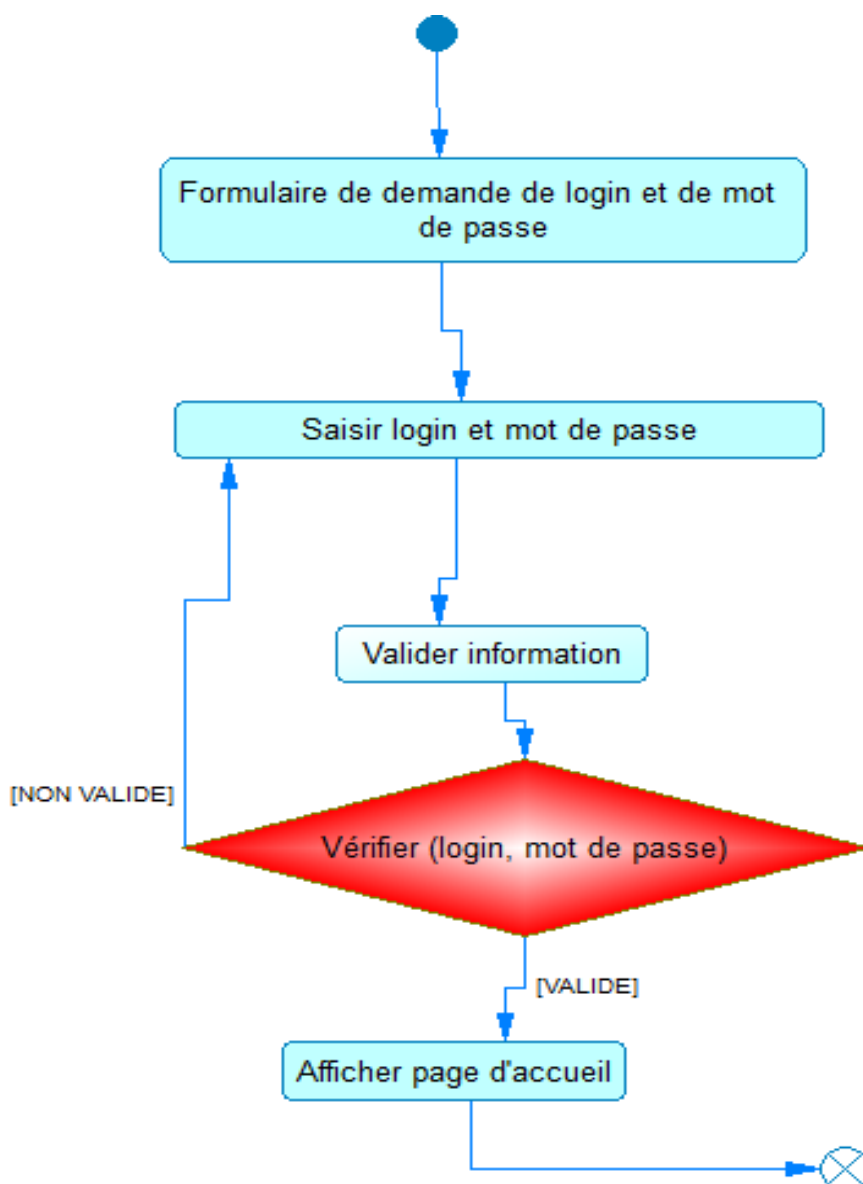 Formulaire de demande de login et de mot
de passe
Saisir login et mot de passe
Valider information
[NON VALIDE]
Vérifier (login, mot de passe)
[VALIDE]
Afficher page d'accueil